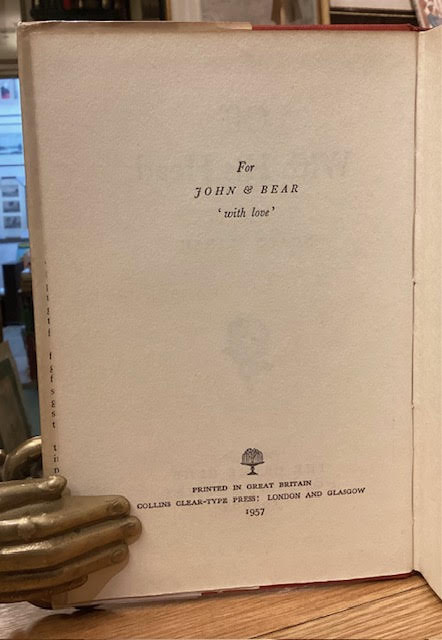 For
JOHN & BEAR
‘with love’
PRINTED IN GREAT BRITAIN
COLLINS CLEAR-TYPE PRESS: LONDON AND GLASGOW
1957